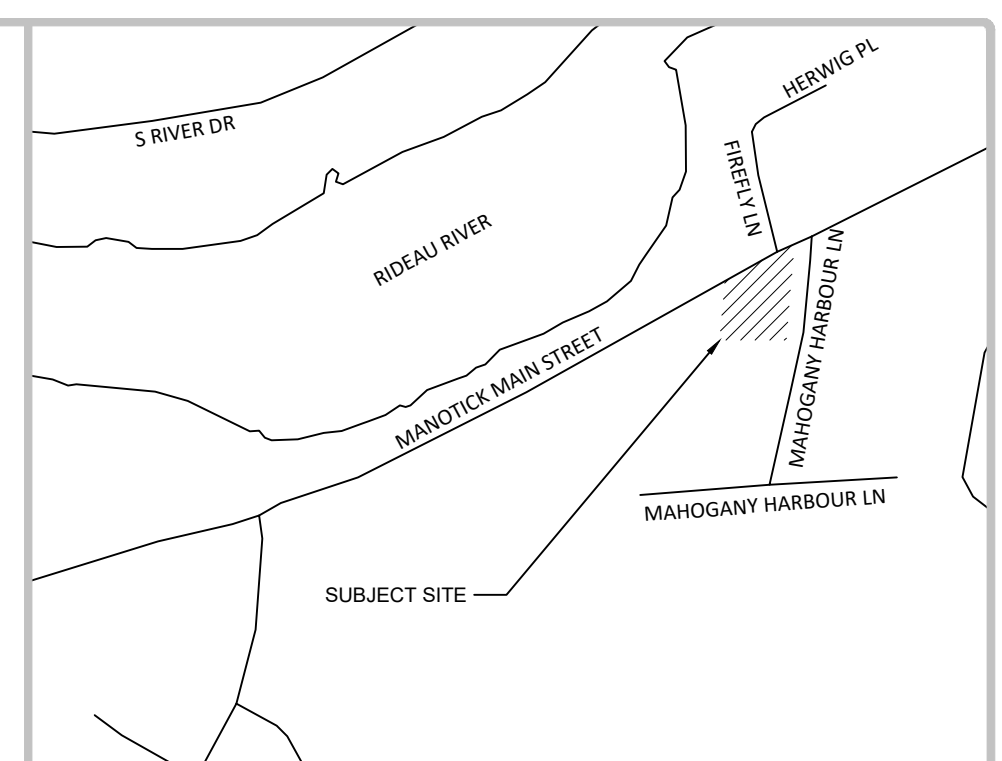 HERWIG PL
S RIVER DR
FIREFLY LN
RIDEAU RIVER
MAHOGANY HARBOUR LN
MANOTICK MAIN STREET
MAHOGANY HARBOUR LN
SUBJECT SITE